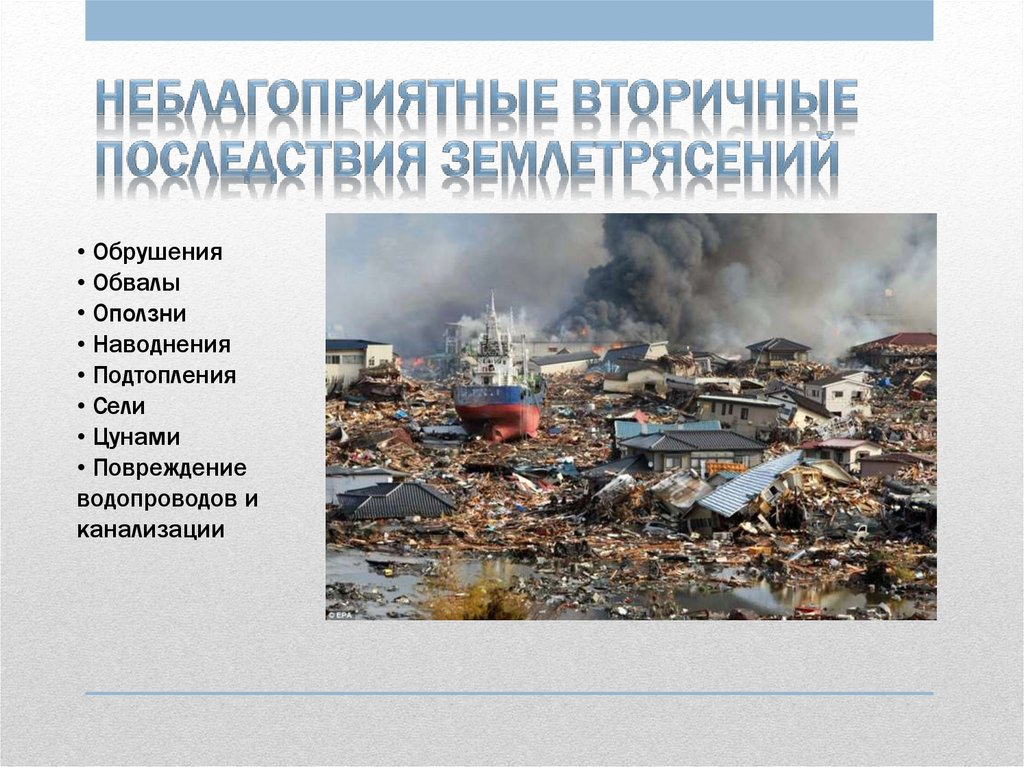 НЕБЛАГОПРИЯТНЫЕ ВТОРИЧНЫЕ
ПОСЛЕДСТВИЯ ЗЕМЛЕТРЯСЕНИЙ
• Обрушения
• Обвалы
• Оползни
• Наводнения
• Подтопления
• Сели
• Цунами
• Повреждение
водопроводов и
канализации
© EPA